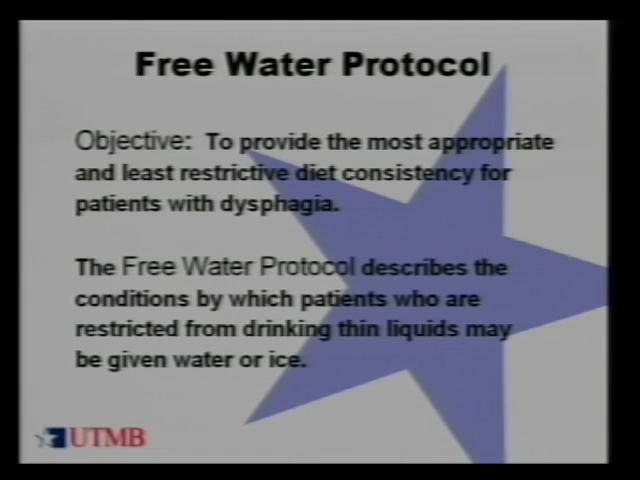 Free Water Protocol
Objective: To provide the most appropriate
and least restrictive diet consistency for
patients with dysphagia.
The Free Water Protocol describes the
conditions by which patients who are
restricted from drinking thin liquids may
be given water or ice.
UTMB